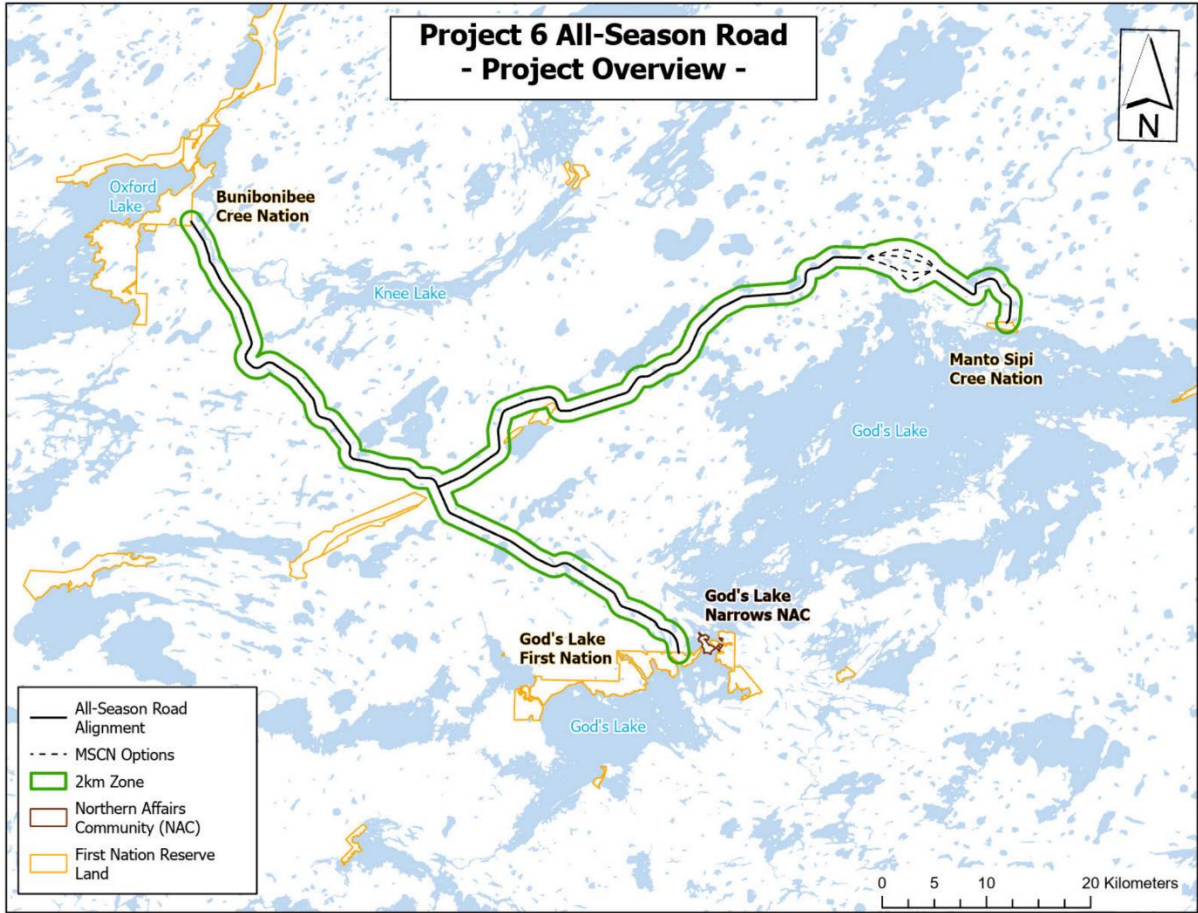 Project 6 All-Season Road
- Project Overview -
N
Oxford
Lake
Bunibonibee
Cree Nation
Knee Lake
Manto Sipi
Cree Nation
God's Lake
God's Lake
Narrows NAC
God's Lake
First Nation
God's Lake
All-Season Road
Alignment
MSCN Options
2km Zone
Northern Affairs
Community (NAC)
First Nation Reserve
Land
0 5 10 20 Kilometers